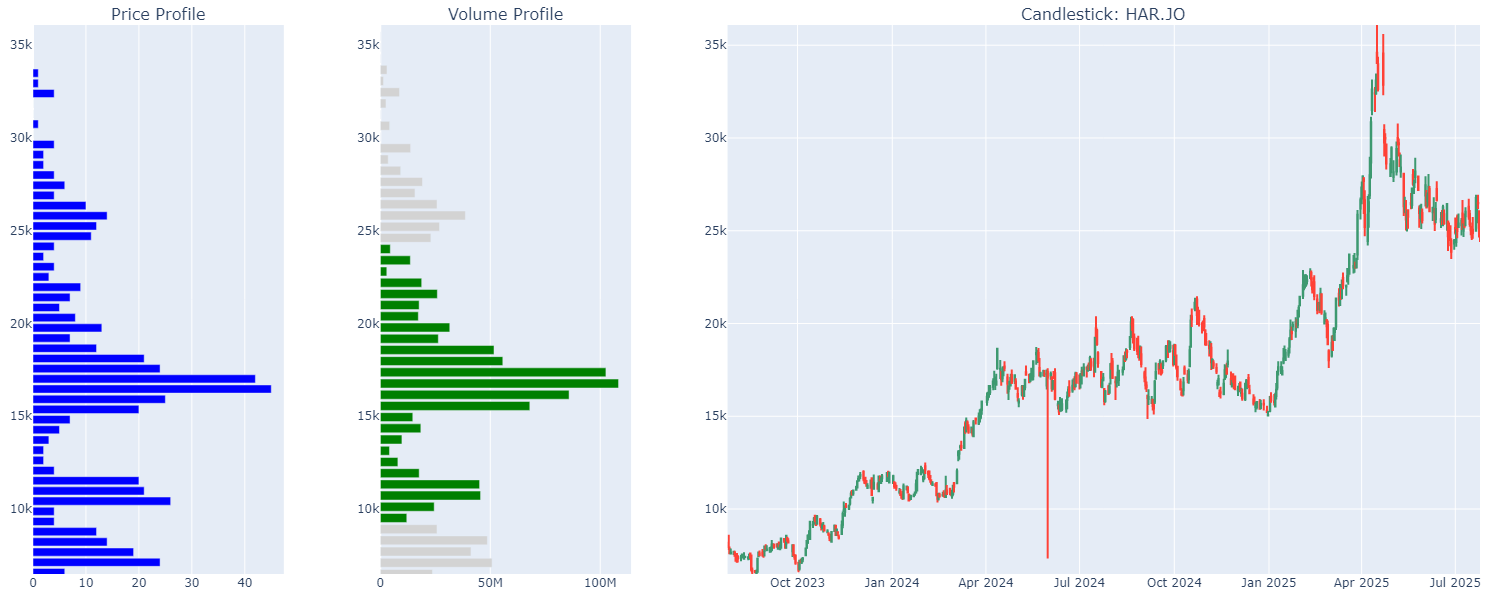 Price Profile
Volume Profile
Candlestick: HAR.JO
35k
30k
25k
20k
15k
10k
0
10
20
30
40
35k
30k
25k
20k
15k
10k
0
50M
100M
35k
30k
25k
20k
15k
10k
Oct 2023
Jan 2024
Apr 2024
Jul 2024
Oct 2024
Jan 2025
Apr 2025
Jul 2025